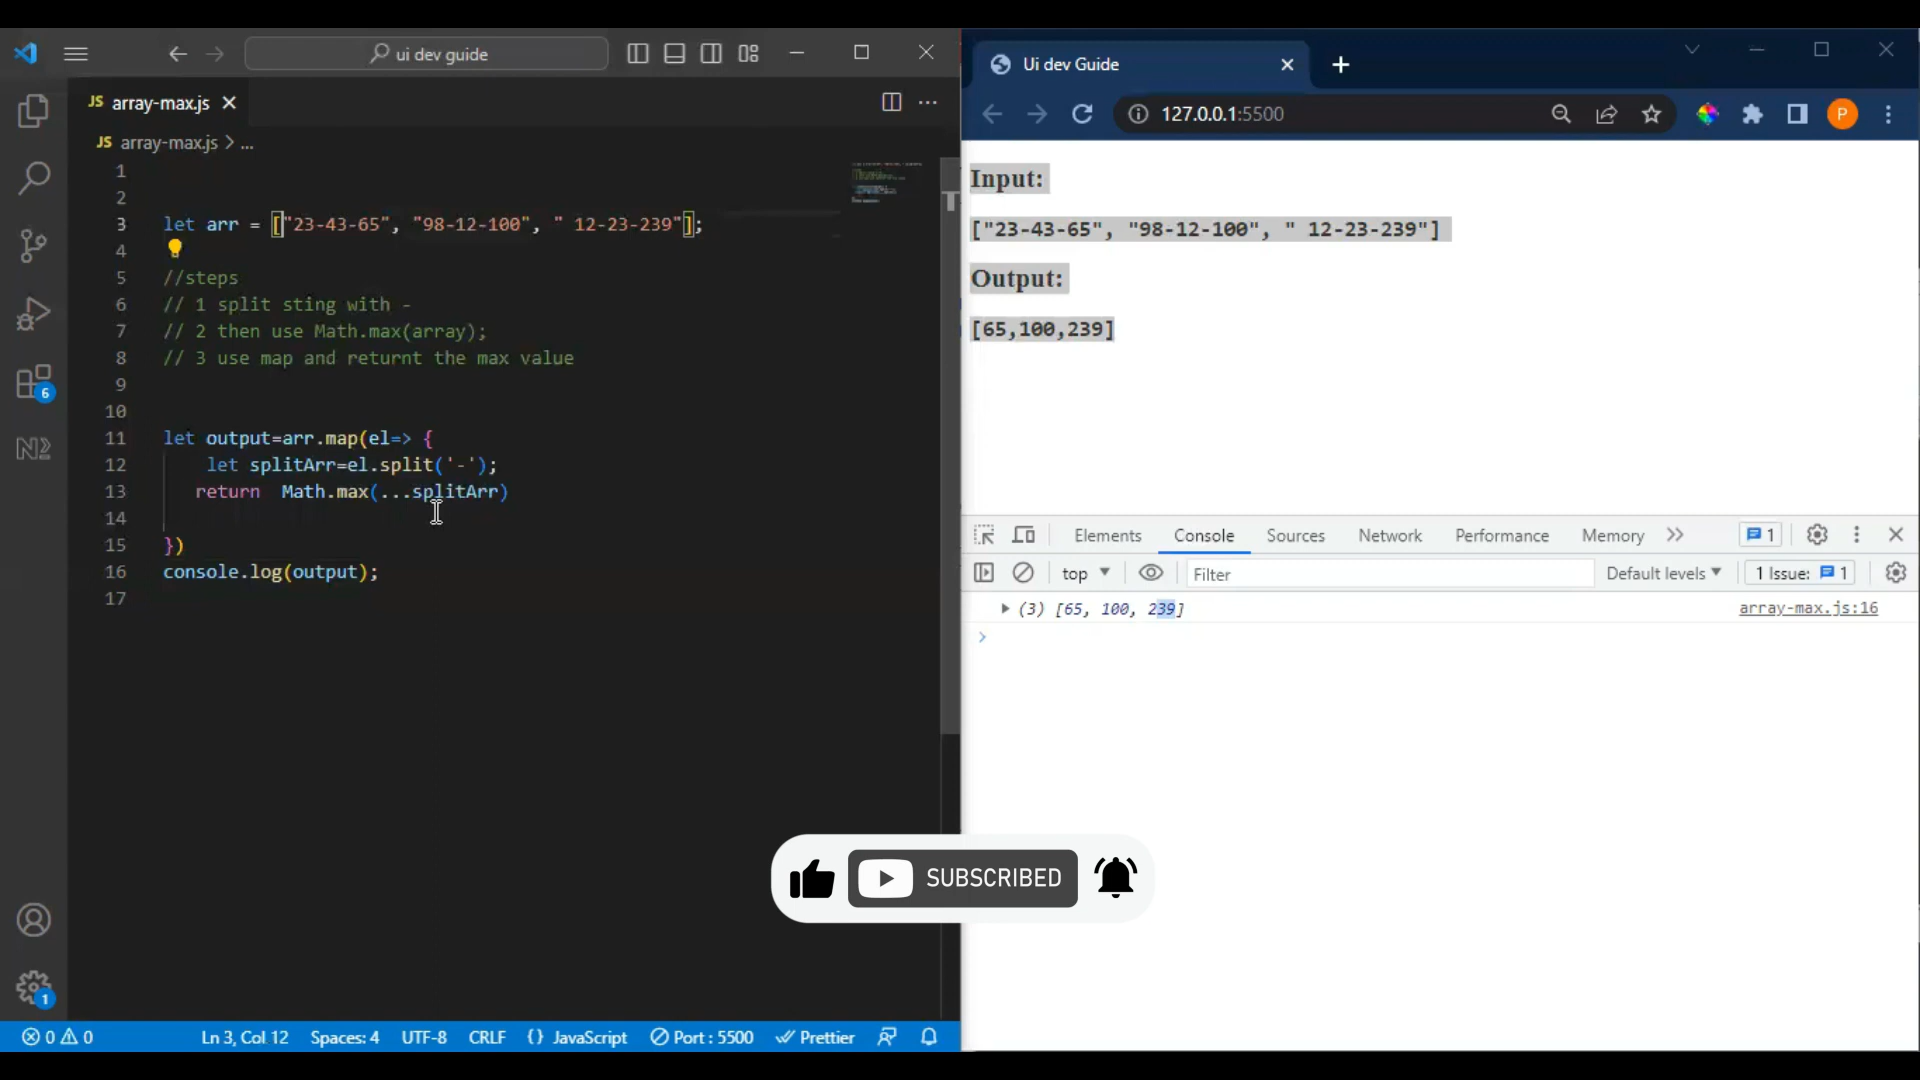 ui dev guide
JS array-max.js
JS array-max.js > ...
1
2
3 let arr = ["23-43-65", "98-12-100", " 12-23-239"];
4
5 //steps
6 // 1 split sting with -
7 // 2 then use Math.max(array);
8 // 3 use map and returnt the max value
9
10
11 let output=arr.map(el=> {
12 let splitArr=el.split('-');
13 return  Math.max(...splitArr)
14
15 })
16 console.log(output);
17
6
N2
1
0 0 Ln 3, Col 12 Spaces: 4 UTF-8 CRLF {} JavaScript Port : 5500 Prettier
Ui dev Guide
127.0.0.1:5500
P
Input:
["23-43-65", "98-12-100", " 12-23-239"]
Output:
[65,100,239]
Elements Console Sources Network Performance Memory 1
top Filter Default levels 1 Issue: 1
(3) [65, 100, 239] array-max.js:16
SUBSCRIBED